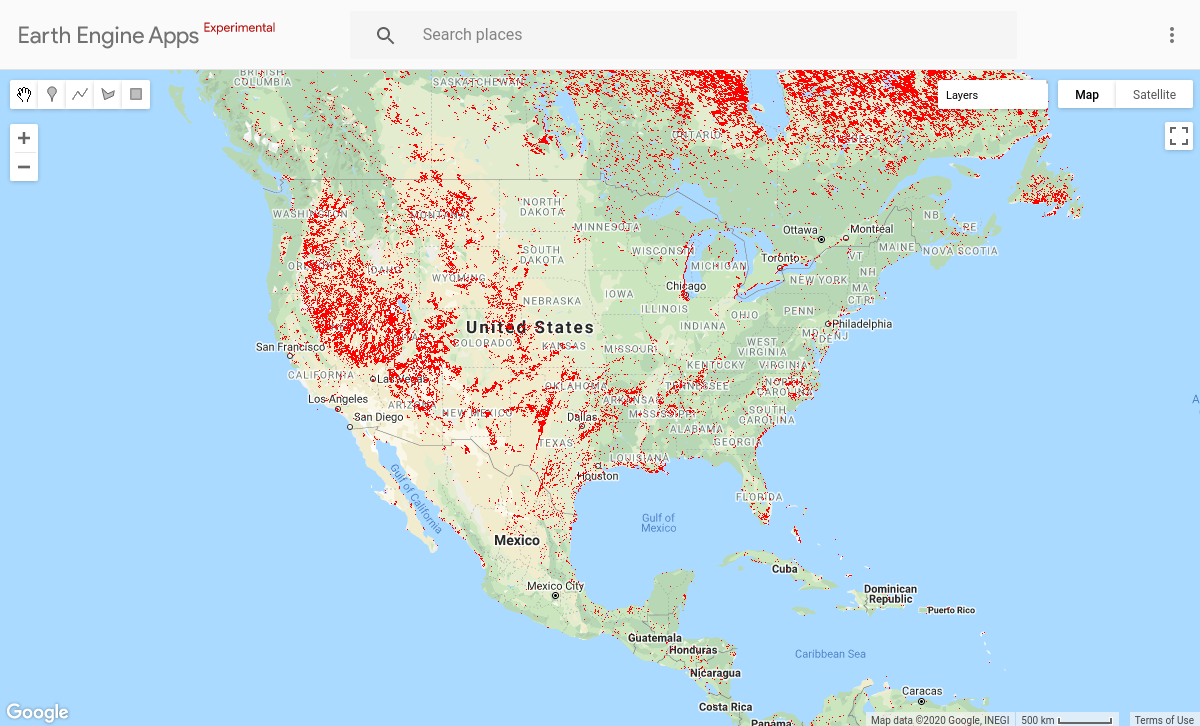 Earth Engine Apps Experimental
Search places
Layers
Map
Satellite
BRITISH
COLUMBIA
SASKATCHEWAN
ONTARIO
WASHINGTON
MONTANA
NORTH
DAKOTA
MINNESOTA
NB
PE
NOVA SCOTIA
Ottawa
Montreal
MAINE
SOUTH
DAKOTA
WISCONSIN
MICHIGAN
Toronto
VT
NH
IDAHO
WYOMING
NEW YORK
MA
CT
Chicago
IOWA
NEBRASKA
ILLINOIS
INDIANA
OHIO
PENN
Philadelphia
United States
MD
DE
NJ
San Francisco
COLORADO
KANSAS
MISSOURI
WEST
VIRGINIA
KENTUCKY
VIRGINIA
CALIFORNIA
Las Vegas
Los Angeles
ARIZONA
NEW MEXICO
OKLAHOMA
ARKANSAS
TENNESSEE
NORTH
CAROLINA
San Diego
Dallas
MISSISSIPPI
SOUTH
CAROLINA
ALABAMA
GEORGIA
TEXAS
LOUISIANA
Houston
FLORIDA
Gulf of California
Gulf of
Mexico
Mexico
Cuba
Mexico City
Dominican
Republic
Puerto Rico
Guatemala
Honduras
Caribbean Sea
Nicaragua
Caracas
Costa Rica
Panama
Google
Map data ©2020 Google, INEGI
500 km
Terms of Use